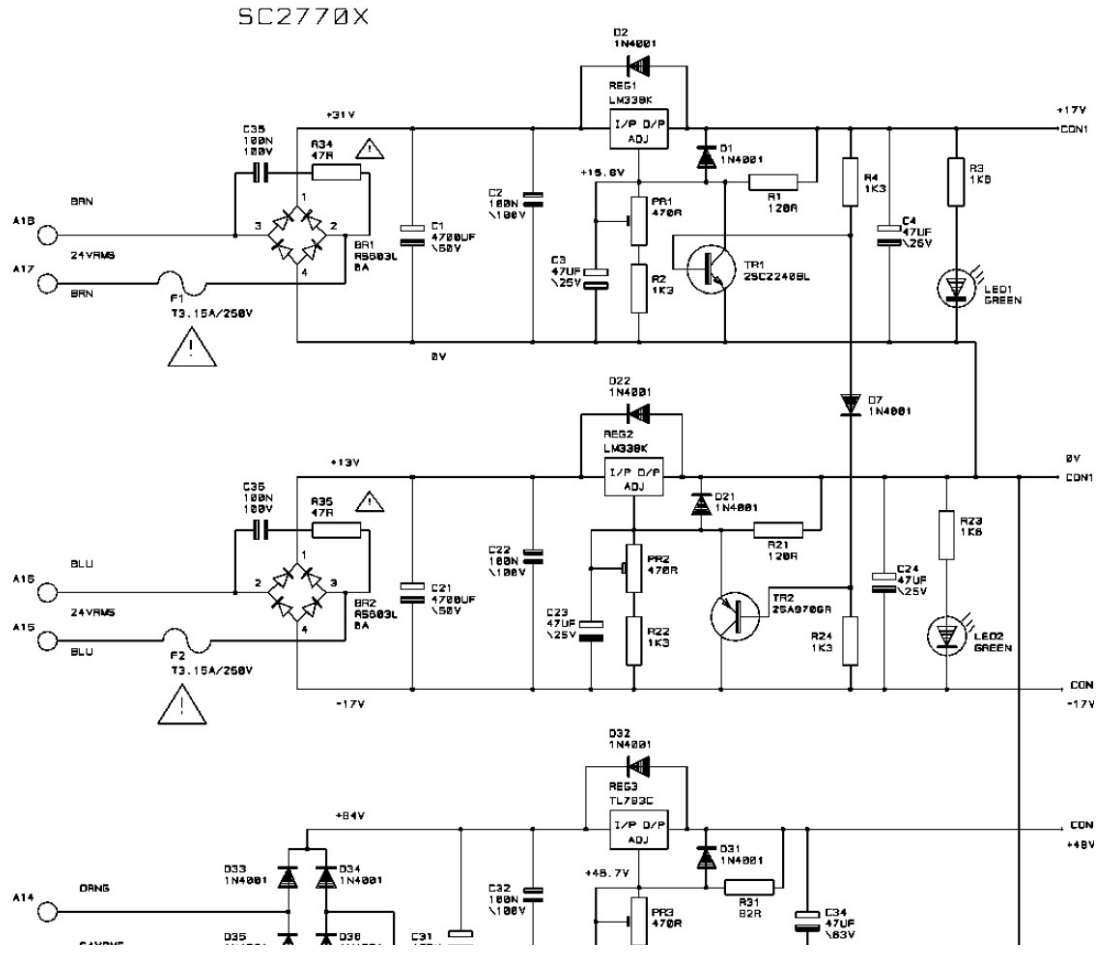 SC2770X
D2
1N4001
REG1
LM338K
I/P O/P
ADJ
+31V
+17V
CON1
C35
100N
100V
R34
47R
!
D1
1N4001
+15.8V
R4
1K3
R3
1K8
BRN
A18
24VRMS
A17
BRN
1
3
2
4
BR1
RS603L
6A
C1
4700UF
\50V
C2
100N
\100V
C3
47UF
\25V
PR1
470R
R2
1K3
R1
120R
TR1
2SC2240BL
C4
47UF
\25V
LED1
GREEN
F1
T3.15A/250V
!
0V
D22
1N4001
REG2
LM338K
I/P O/P
ADJ
D7
1N4001
+13V
0V
CON1
C36
100N
100V
R35
47R
!
D21
1N4001
R23
1K8
BLU
A16
24VRMS
A15
BLU
1
2
3
4
BR2
RS603L
6A
C21
4700UF
\50V
C22
100N
\100V
C23
47UF
\25V
PR2
470R
R22
1K3
R21
120R
TR2
2SA970GR
R24
1K3
C24
47UF
\25V
LED2
GREEN
F2
T3.15A/250V
!
-17V
CON
-17V
D32
1N4001
REG3
TL783C
I/P O/P
ADJ
+64V
CON
+48V
D33
1N4001
D34
1N4001
+46.7V
D31
1N4001
A14
ORNG
C32
100N
\100V
PR3
470R
R31
82R
C34
47UF
\63V
D35
D36
C31